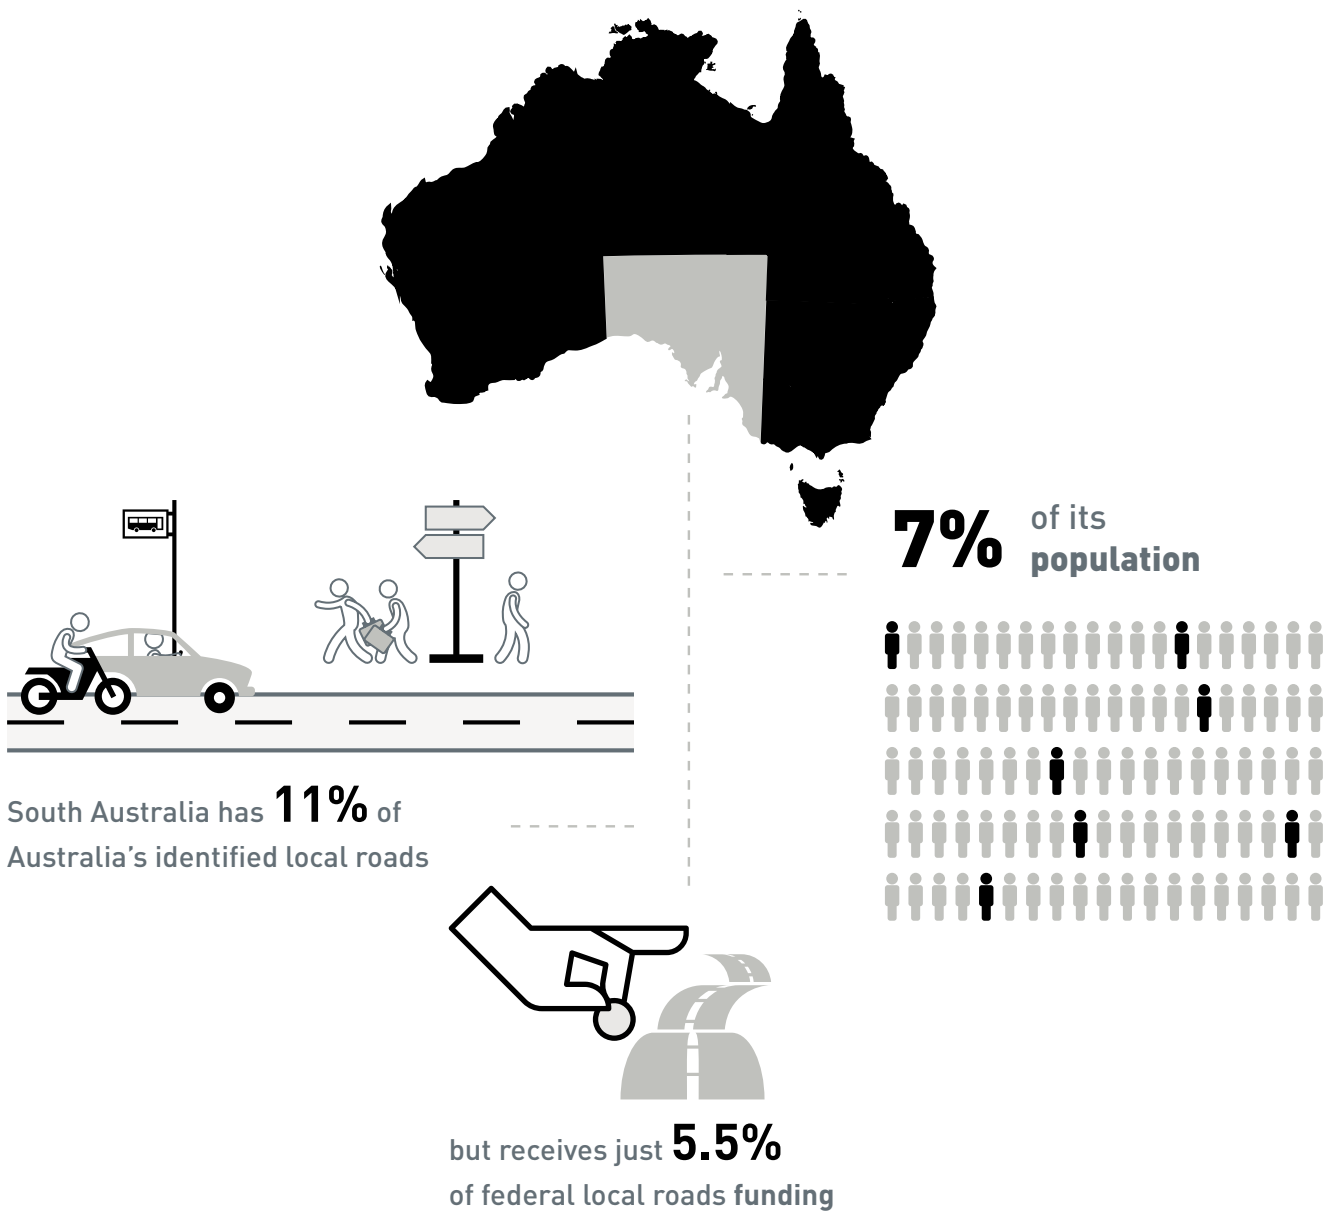 South Australia has 11% of
Australia’s identified local roads
7% of its
population
but receives just 5.5%
of federal local roads funding